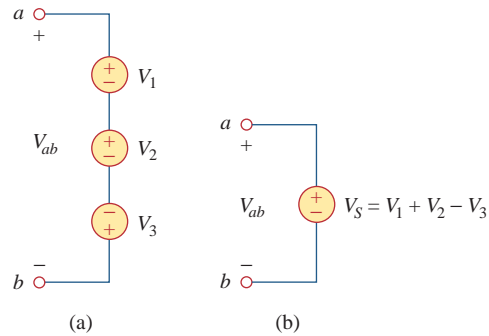 a
+
+
−
V1
Vab
+
−
V2
−
+
V3
−
b
(a)
a
+
Vab
+
−
VS = V1 + V2 − V3
−
b
(b)